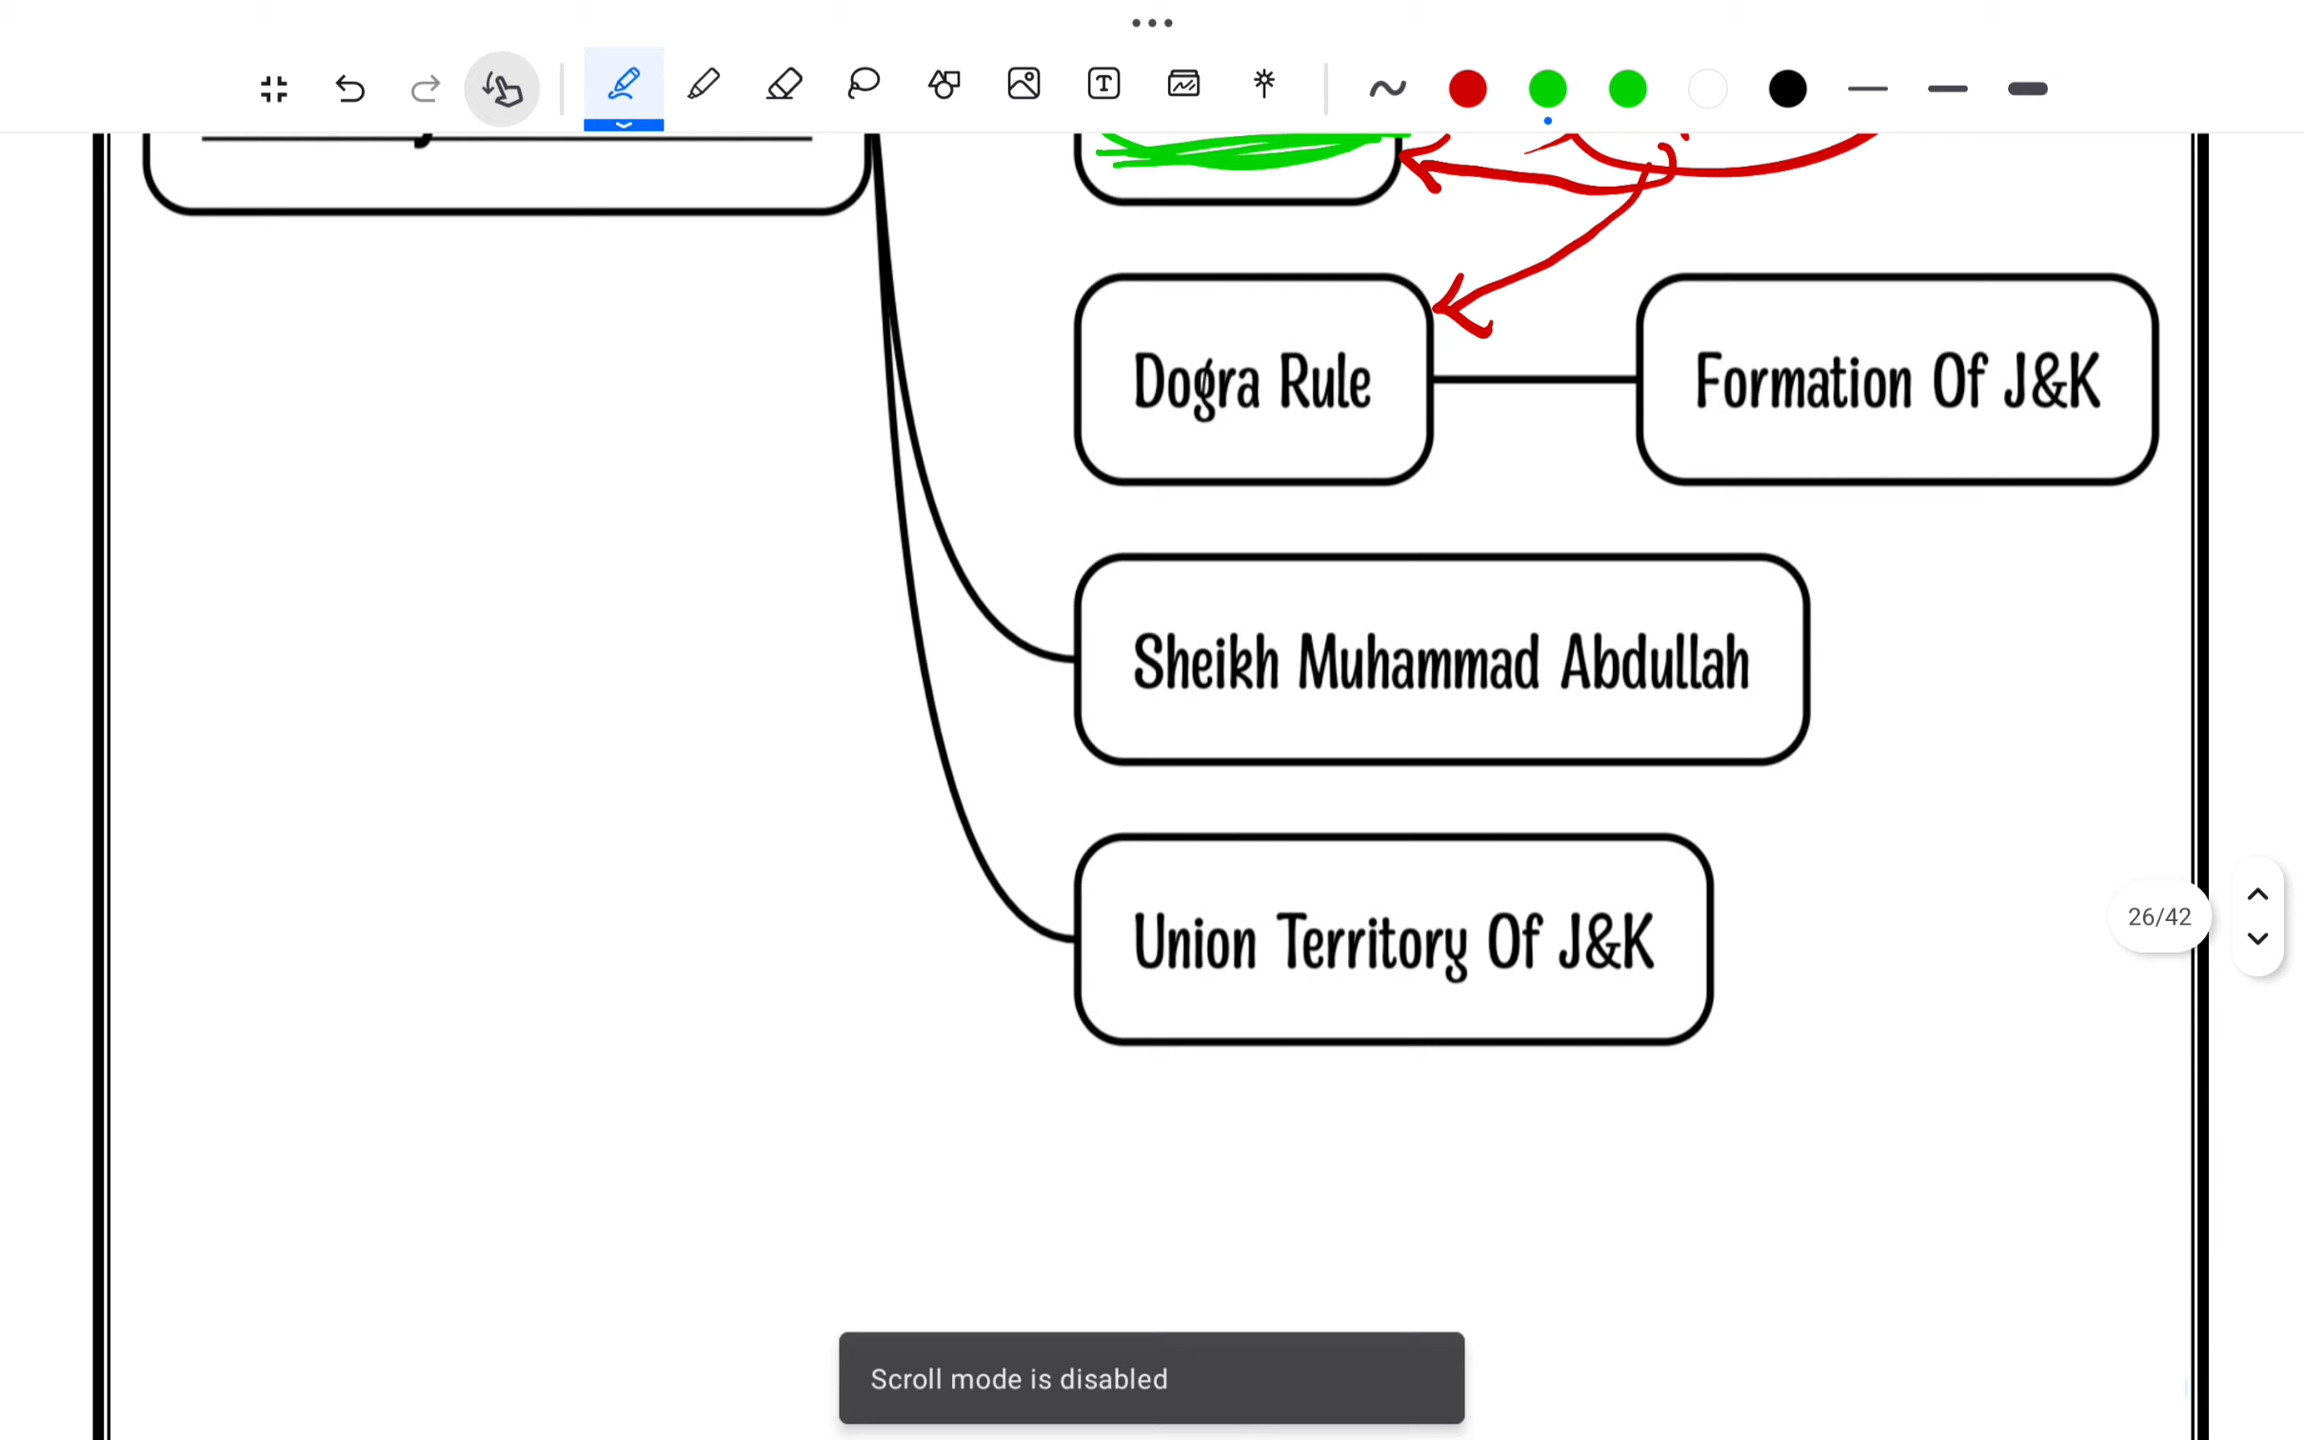 Dogra Rule
Formation Of J&K
Sheikh Muhammad Abdullah
Union Territory Of J&K
26/42
Scroll mode is disabled